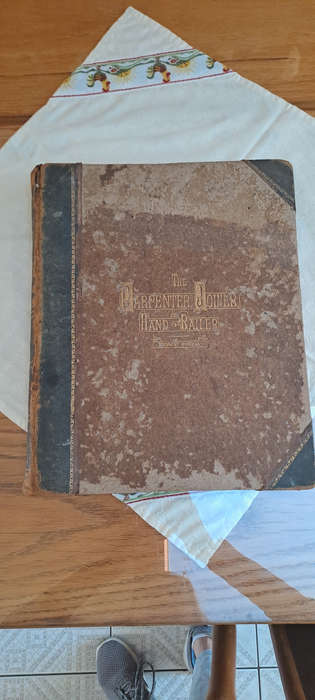 The
Carpenter Joiner
AND
Hand Railer